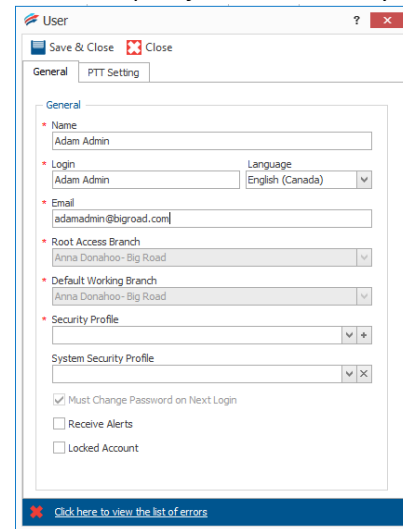 User ?
Save & Close Close
General PTT Setting
General
* Name
Adam Admin
* Login Language
Adam Admin English (Canada)
* Email
adamadmin@bigroad.com
* Root Access Branch
Anna Donahoo- Big Road
* Default Working Branch
Anna Donahoo- Big Road
* Security Profile
System Security Profile
Must Change Password on Next Login
Receive Alerts
Locked Account
Click here to view the list of errors